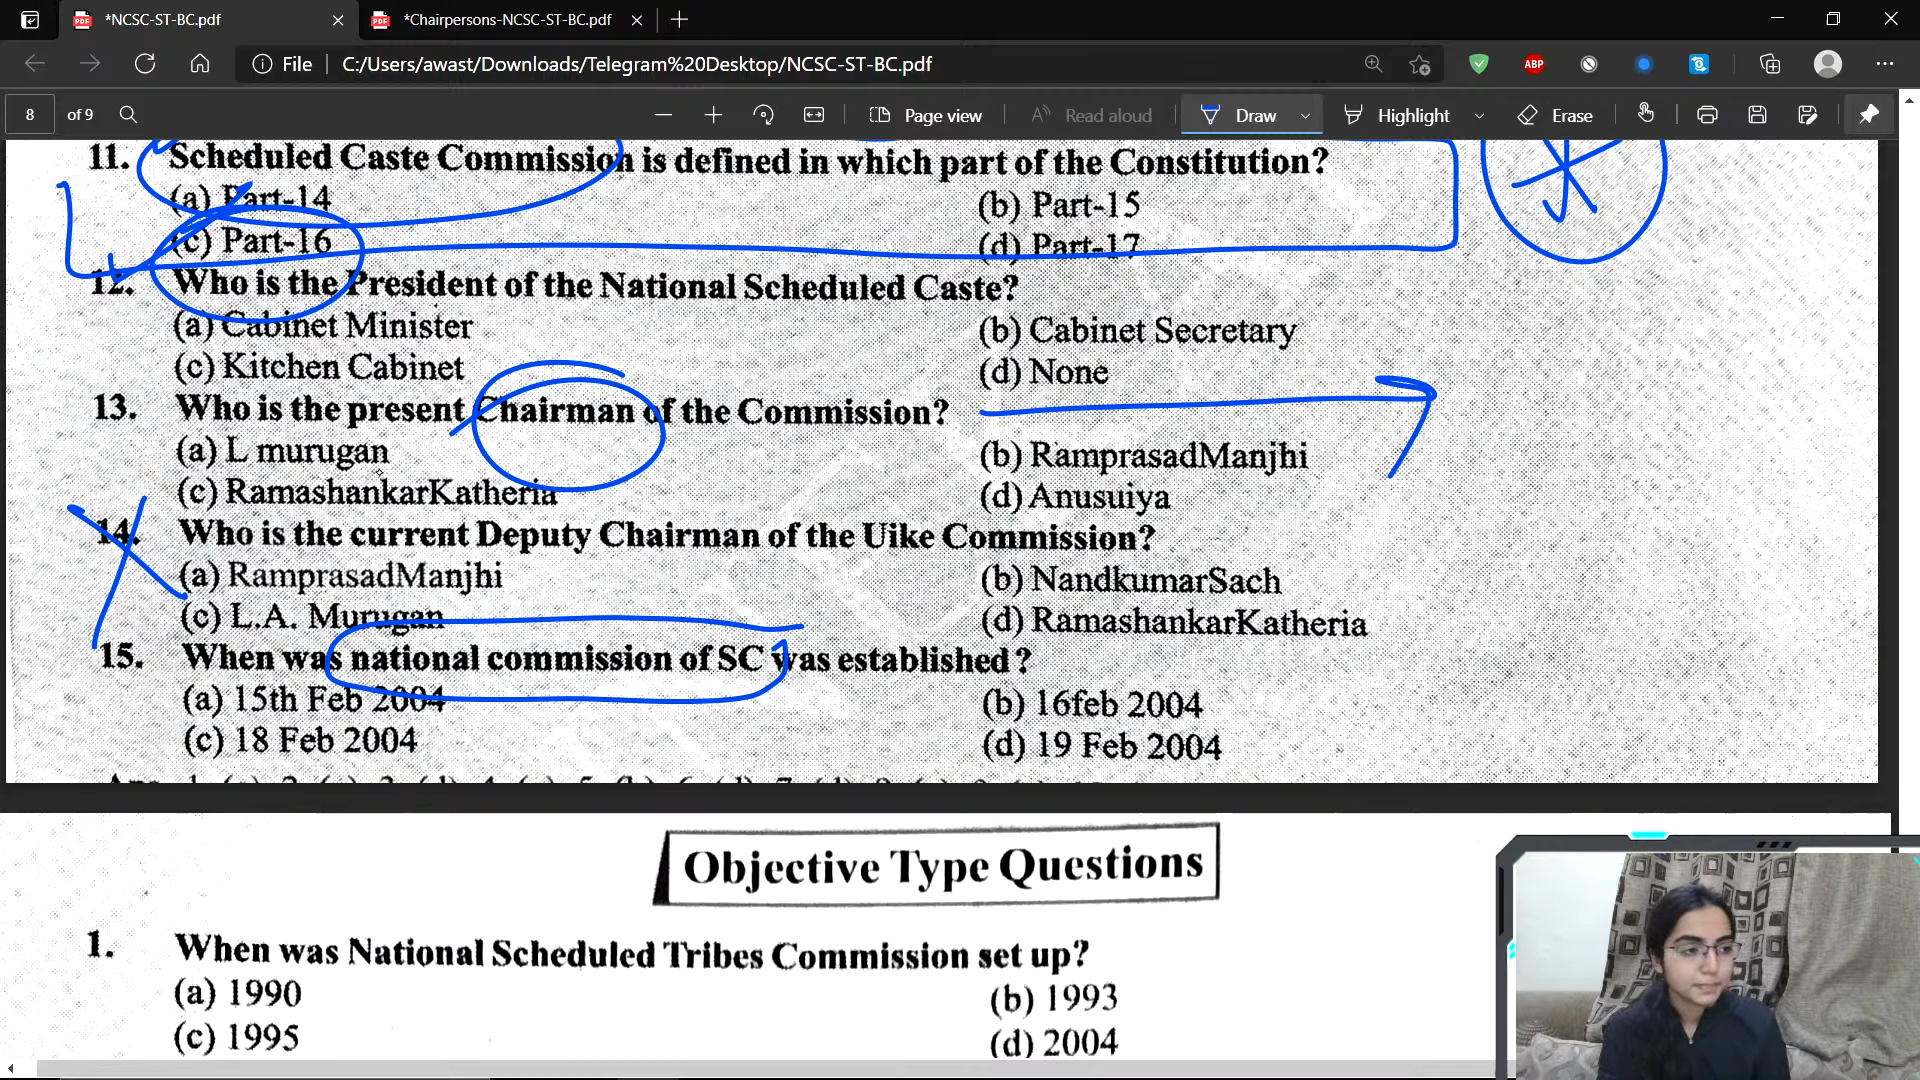 *NCSC-ST-BC.pdf
*Chairpersons-NCSC-ST-BC.pdf
File
C:/Users/awast/Downloads/Telegram%20Desktop/NCSC-ST-BC.pdf
ABP
8 of 9
Page view
Read aloud
Draw
Highlight
Erase
11. Scheduled Caste Commission is defined in which part of the Constitution?
(a) Part-14 (b) Part-15
(c) Part-16 (d) Part-17
12. Who is the President of the National Scheduled Caste?
(a) Cabinet Minister (b) Cabinet Secretary
(c) Kitchen Cabinet (d) None
13. Who is the present Chairman of the Commission?
(a) L murugan (b) RamprasadManjhi
(c) RamashankarKatheria (d) Anusuiya
14. Who is the current Deputy Chairman of the Uike Commission?
(a) RamprasadManjhi (b) NandkumarSach
(c) L.A. Murugan (d) RamashankarKatheria
15. When was national commission of SC was established?
(a) 15th Feb 2004 (b) 16feb 2004
(c) 18 Feb 2004 (d) 19 Feb 2004
Objective Type Questions
1. When was National Scheduled Tribes Commission set up?
(a) 1990 (b) 1993
(c) 1995 (d) 2004